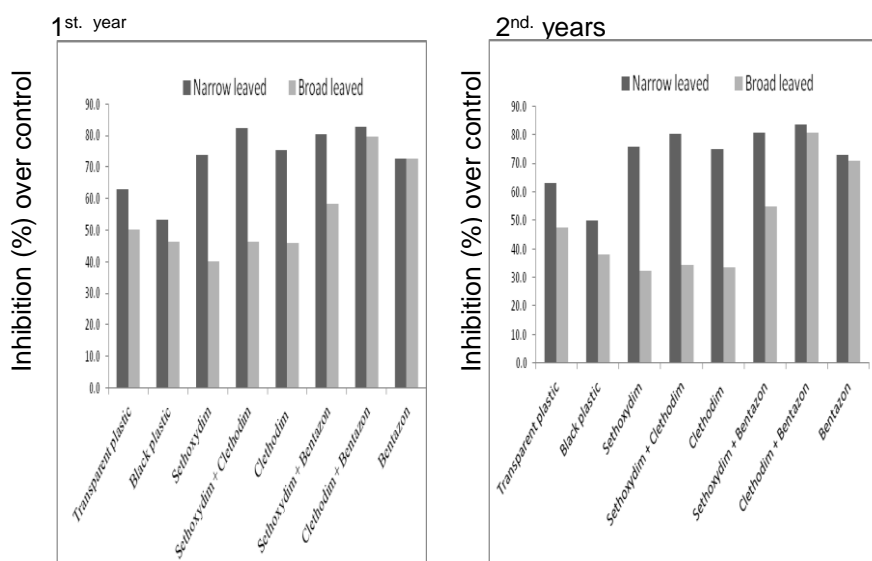 1st. year
Inhibition (%) over control
Narrow leaved Broad leaved
90.0
80.0
70.0
60.0
50.0
40.0
30.0
20.0
10.0
0.0
Transparent plastic
Black plastic
Sethoxydim
Sethoxydim + Clethodim
Clethodim
Sethoxydim + Bentazon
Clethodim + Bentazon
Bentazon
2nd. years
Inhibition (%) over control
Narrow leaved Broad leaved
90.0
80.0
70.0
60.0
50.0
40.0
30.0
20.0
10.0
0.0
Transparent plastic
Black plastic
Sethoxydim
Sethoxydim + Clethodim
Clethodim
Sethoxydim + Bentazon
Clethodim + Bentazon
Bentazon